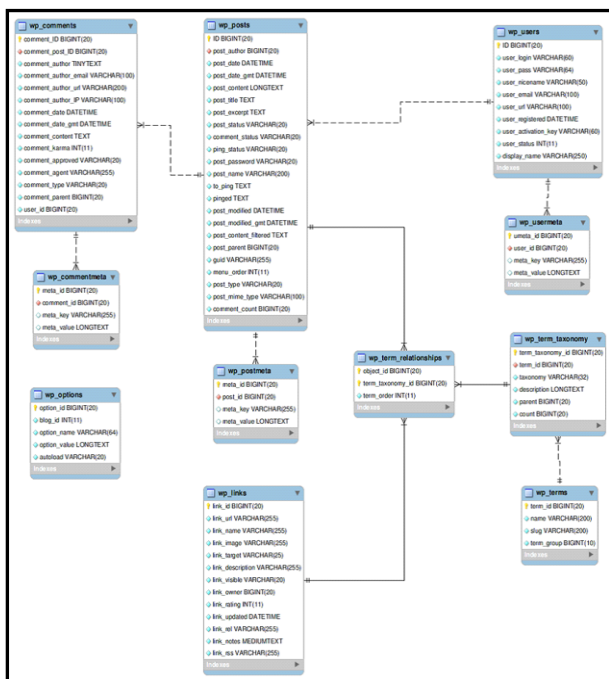 wp_comments
comment_ID BIGINT(20)
comment_post_ID BIGINT(20)
comment_author TINYTEXT
comment_author_email VARCHAR(100)
comment_author_url VARCHAR(200)
comment_author_IP VARCHAR(100)
comment_date DATETIME
comment_date_gmt DATETIME
comment_content TEXT
comment_karma INT(11)
comment_approved VARCHAR(20)
comment_agent VARCHAR(255)
comment_type VARCHAR(20)
comment_parent BIGINT(20)
user_id BIGINT(20)
Indexes
wp_posts
ID BIGINT(20)
post_author BIGINT(20)
post_date DATETIME
post_date_gmt DATETIME
post_content LONGTEXT
post_title TEXT
post_excerpt TEXT
post_status VARCHAR(20)
comment_status VARCHAR(20)
ping_status VARCHAR(20)
post_password VARCHAR(20)
post_name VARCHAR(200)
to_ping TEXT
pinged TEXT
post_modified DATETIME
post_modified_gmt DATETIME
post_content_filtered TEXT
post_parent BIGINT(20)
guid VARCHAR(255)
menu_order INT(11)
post_type VARCHAR(20)
post_mime_type VARCHAR(100)
comment_count BIGINT(20)
Indexes
wp_users
ID BIGINT(20)
user_login VARCHAR(60)
user_pass VARCHAR(64)
user_nicename VARCHAR(50)
user_email VARCHAR(100)
user_url VARCHAR(100)
user_registered DATETIME
user_activation_key VARCHAR(60)
user_status INT(11)
display_name VARCHAR(250)
Indexes
wp_usermeta
umeta_id BIGINT(20)
user_id BIGINT(20)
meta_key VARCHAR(255)
meta_value LONGTEXT
Indexes
wp_commentmeta
meta_id BIGINT(20)
comment_id BIGINT(20)
meta_key VARCHAR(255)
meta_value LONGTEXT
Indexes
wp_options
option_id BIGINT(20)
blog_id INT(11)
option_name VARCHAR(64)
option_value LONGTEXT
autoload VARCHAR(20)
Indexes
wp_postmeta
meta_id BIGINT(20)
post_id BIGINT(20)
meta_key VARCHAR(255)
meta_value LONGTEXT
Indexes
wp_term_relationships
object_id BIGINT(20)
term_taxonomy_id BIGINT(20)
term_order INT(11)
Indexes
wp_term_taxonomy
term_taxonomy_id BIGINT(20)
term_id BIGINT(20)
taxonomy VARCHAR(32)
description LONGTEXT
parent BIGINT(20)
count BIGINT(20)
Indexes
wp_links
link_id BIGINT(20)
link_url VARCHAR(255)
link_name VARCHAR(255)
link_image VARCHAR(255)
link_target VARCHAR(25)
link_description VARCHAR(255)
link_visible VARCHAR(20)
link_owner BIGINT(20)
link_rating INT(11)
link_updated DATETIME
link_rel VARCHAR(255)
link_notes MEDIUMTEXT
link_rss VARCHAR(255)
Indexes
wp_terms
term_id BIGINT(20)
name VARCHAR(200)
slug VARCHAR(200)
term_group BIGINT(10)
Indexes